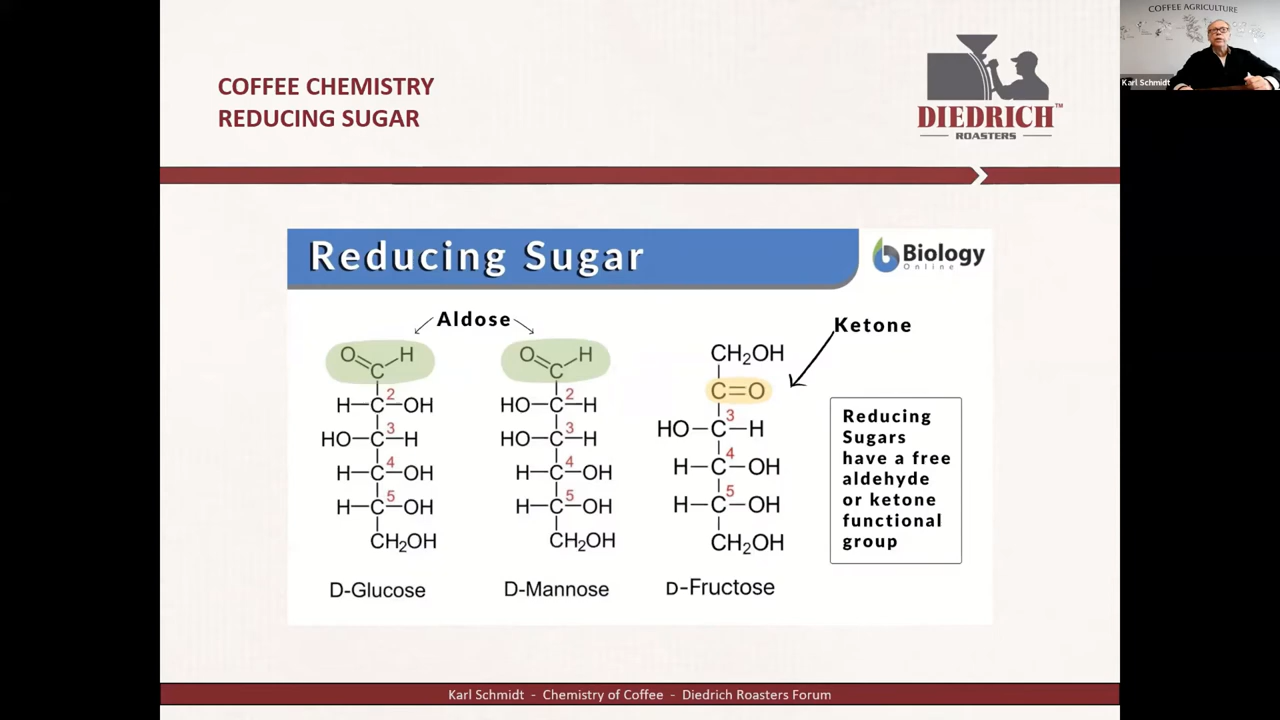 COFFEE CHEMISTRY
REDUCING SUGAR
DIEDRICH™
ROASTERS
COFFEE AGRICULTURE
Karl Schmidt
Reducing Sugar
Biology
Online
Aldose
Ketone
O H
C
2
H–C–OH
3
HO–C–H
4
H–C–OH
5
H–C–OH
CH₂OH
D-Glucose
O H
C
2
HO–C–H
3
HO–C–H
4
H–C–OH
5
H–C–OH
CH₂OH
D-Mannose
CH₂OH
C=O
3
HO–C–H
4
H–C–OH
5
H–C–OH
CH₂OH
D-Fructose
Reducing
Sugars
have a free
aldehyde
or ketone
functional
group
Karl Schmidt - Chemistry of Coffee - Diedrich Roasters Forum